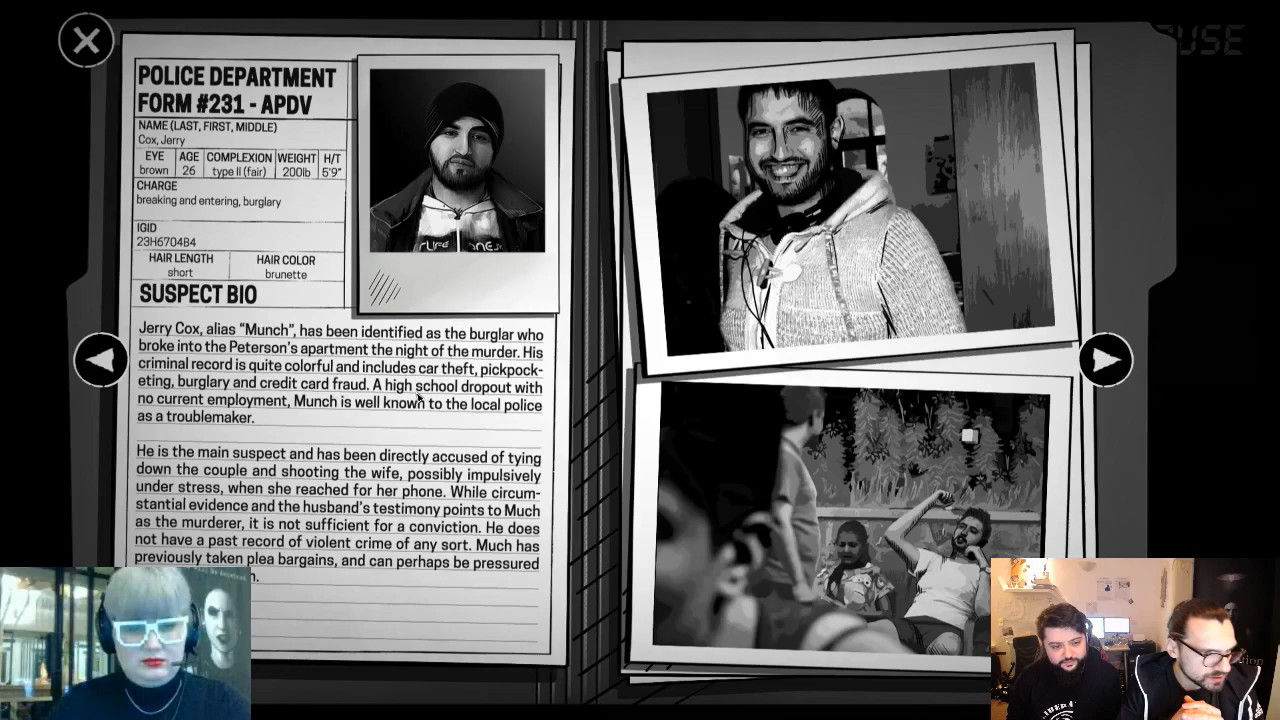 USE
POLICE DEPARTMENT
FORM #231 - APDV
NAME (LAST, FIRST, MIDDLE)
Cox, Jerry
EYE AGE COMPLEXION WEIGHT H/T
brown 26 type II (fair) 200lb 5'9"
CHARGE
breaking and entering, burglary
IGID
23H6704B4
HAIR LENGTH HAIR COLOR
short brunette
SUSPECT BIO
Jerry Cox, alias “Munch”, has been identified as the burglar who
broke into the Peterson's apartment the night of the murder. His
criminal record is quite colorful and includes car theft, pickpock-
eting, burglary and credit card fraud. A high school dropout with
no current employment, Munch is well known to the local police
as a troublemaker.
He is the main suspect and has been directly accused of tying
down the couple and shooting the wife, possibly impulsively
under stress, when she reached for her phone. While circum-
stantial evidence and the husband's testimony points to Much
as the murderer, it is not sufficient for a conviction. He does
not have a past record of violent crime of any sort. Much has
previously taken plea bargains, and can perhaps be pressured